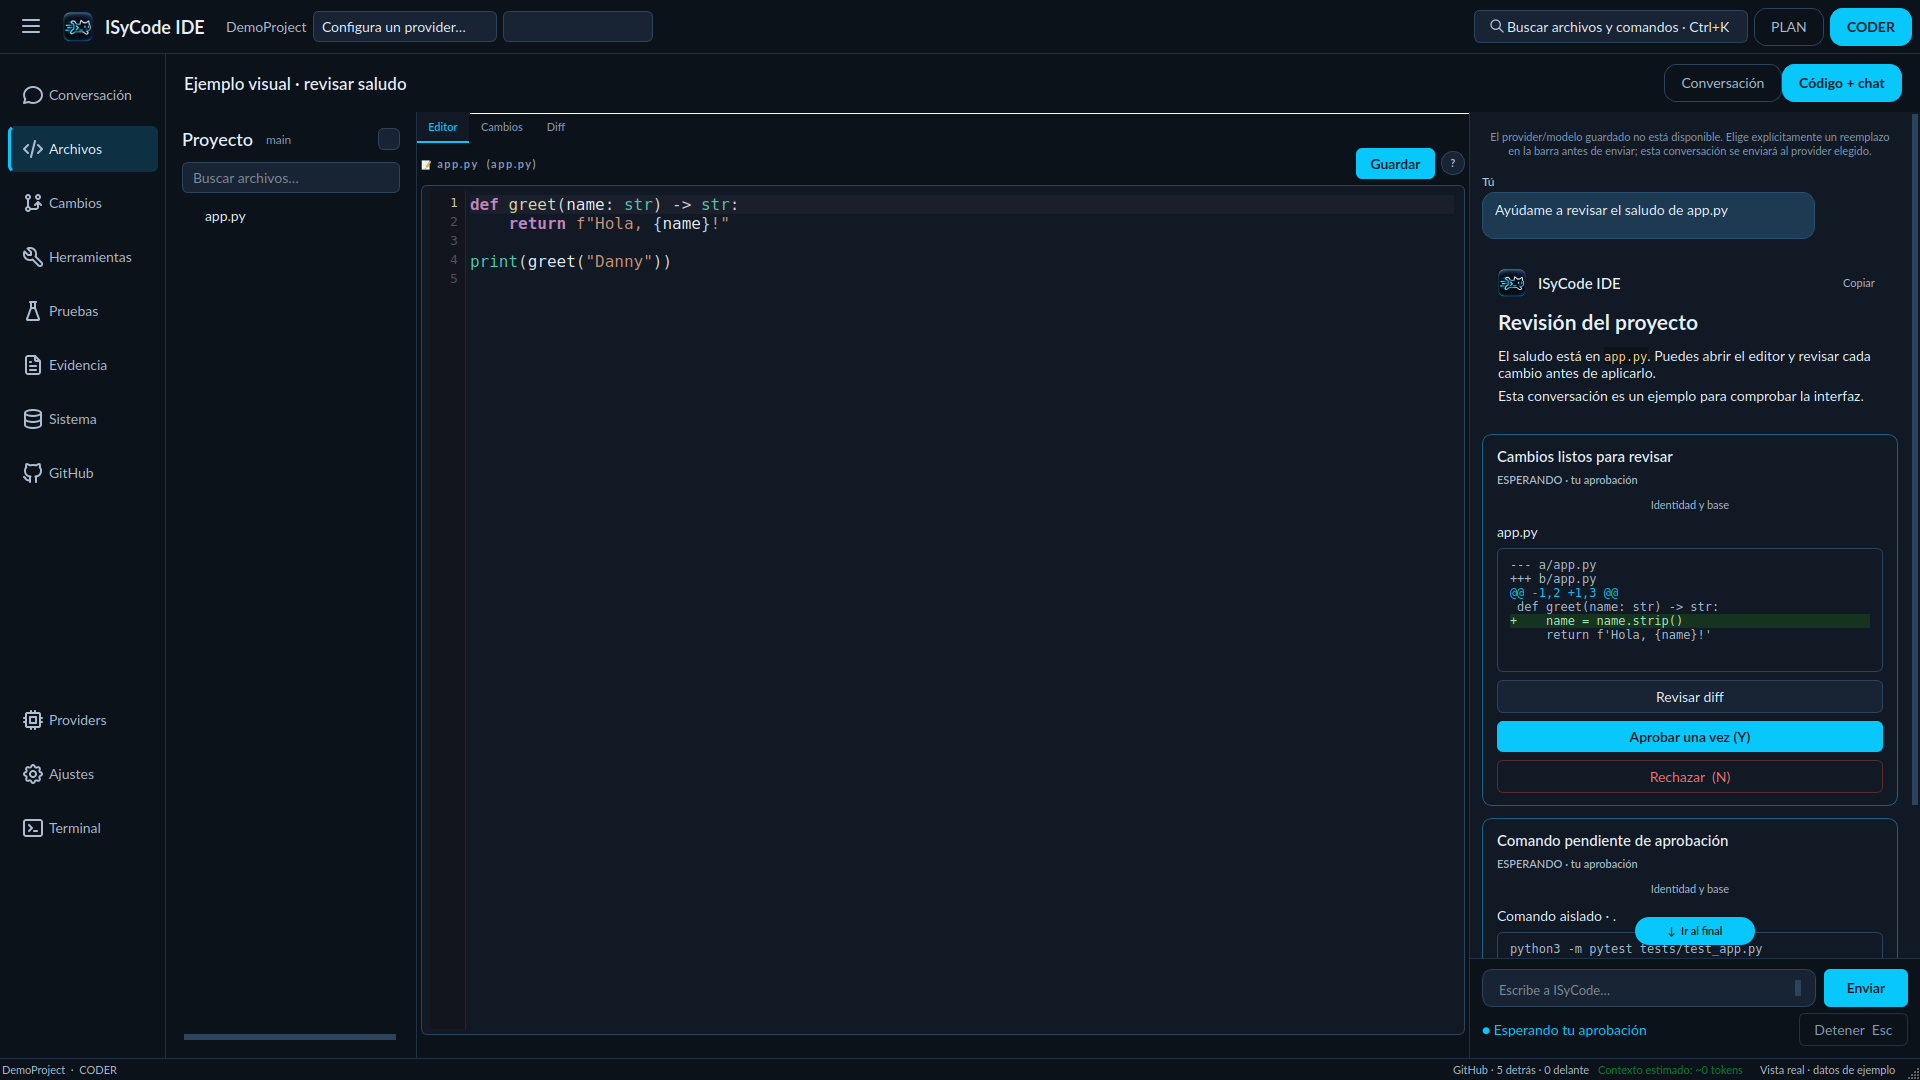 ISyCode IDE
DemoProject
Configura un provider...
Buscar archivos y comandos · Ctrl+K
PLAN
CODER
Conversación
Archivos
Cambios
Herramientas
Pruebas
Evidencia
Sistema
GitHub
Providers
Ajustes
Terminal
Ejemplo visual · revisar saludo
Conversación
Código + chat
Proyecto main
Buscar archivos...
app.py
Editor
Cambios
Diff
app.py (app.py)
Guardar
?
1 def greet(name: str) -> str:
2     return f"Hola, {name}!"
3
4 print(greet("Danny"))
5
El provider/modelo guardado no está disponible. Elige explícitamente un reemplazo
en la barra antes de enviar; esta conversación se enviará al provider elegido.
Tú
Ayúdame a revisar el saludo de app.py
ISyCode IDE
Copiar
Revisión del proyecto
El saludo está en app.py. Puedes abrir el editor y revisar cada
cambio antes de aplicarlo.
Esta conversación es un ejemplo para comprobar la interfaz.
Cambios listos para revisar
ESPERANDO · tu aprobación
Identidad y base
app.py
--- a/app.py
+++ b/app.py
@@ -1,2 +1,3 @@
 def greet(name: str) -> str:
+    name = name.strip()
     return f'Hola, {name}!'
Revisar diff
Aprobar una vez (Y)
Rechazar (N)
Comando pendiente de aprobación
ESPERANDO · tu aprobación
Identidad y base
Comando aislado · .
↓ Ir al final
python3 -m pytest tests/test_app.py
Escribe a ISyCode...
Enviar
Esperando tu aprobación
Detener Esc
DemoProject · CODER
GitHub · 5 detrás · 0 delante
Contexto estimado: ~0 tokens
Vista real · datos de ejemplo